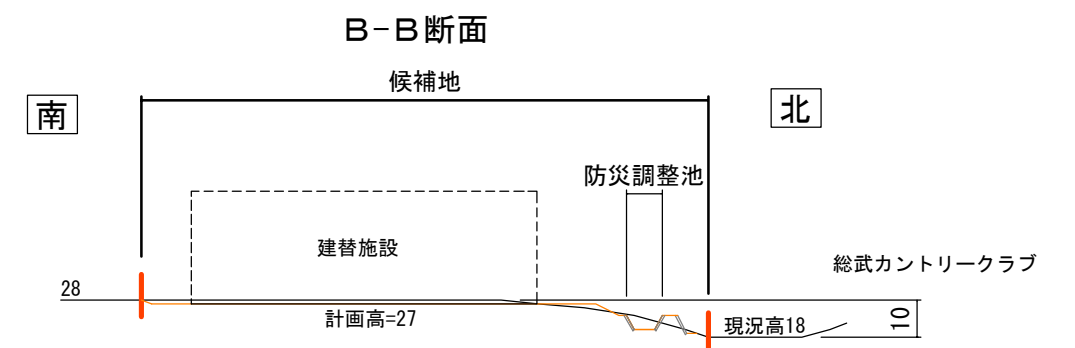 B-B断面
候補地
南
北
防災調整池
建替施設
総武カントリークラブ
28
計画高=27
現況高18
10